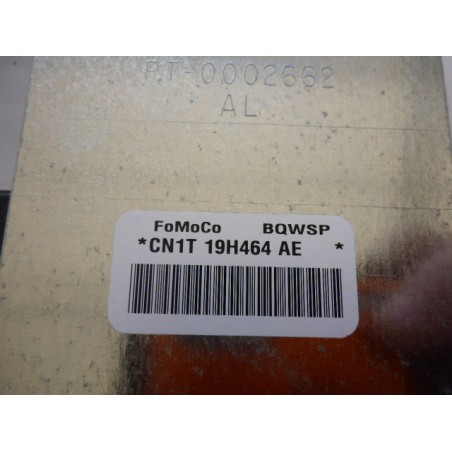 PT-0002662
AL
FoMoCo BQWSP
*CN1T 19H464 AE *